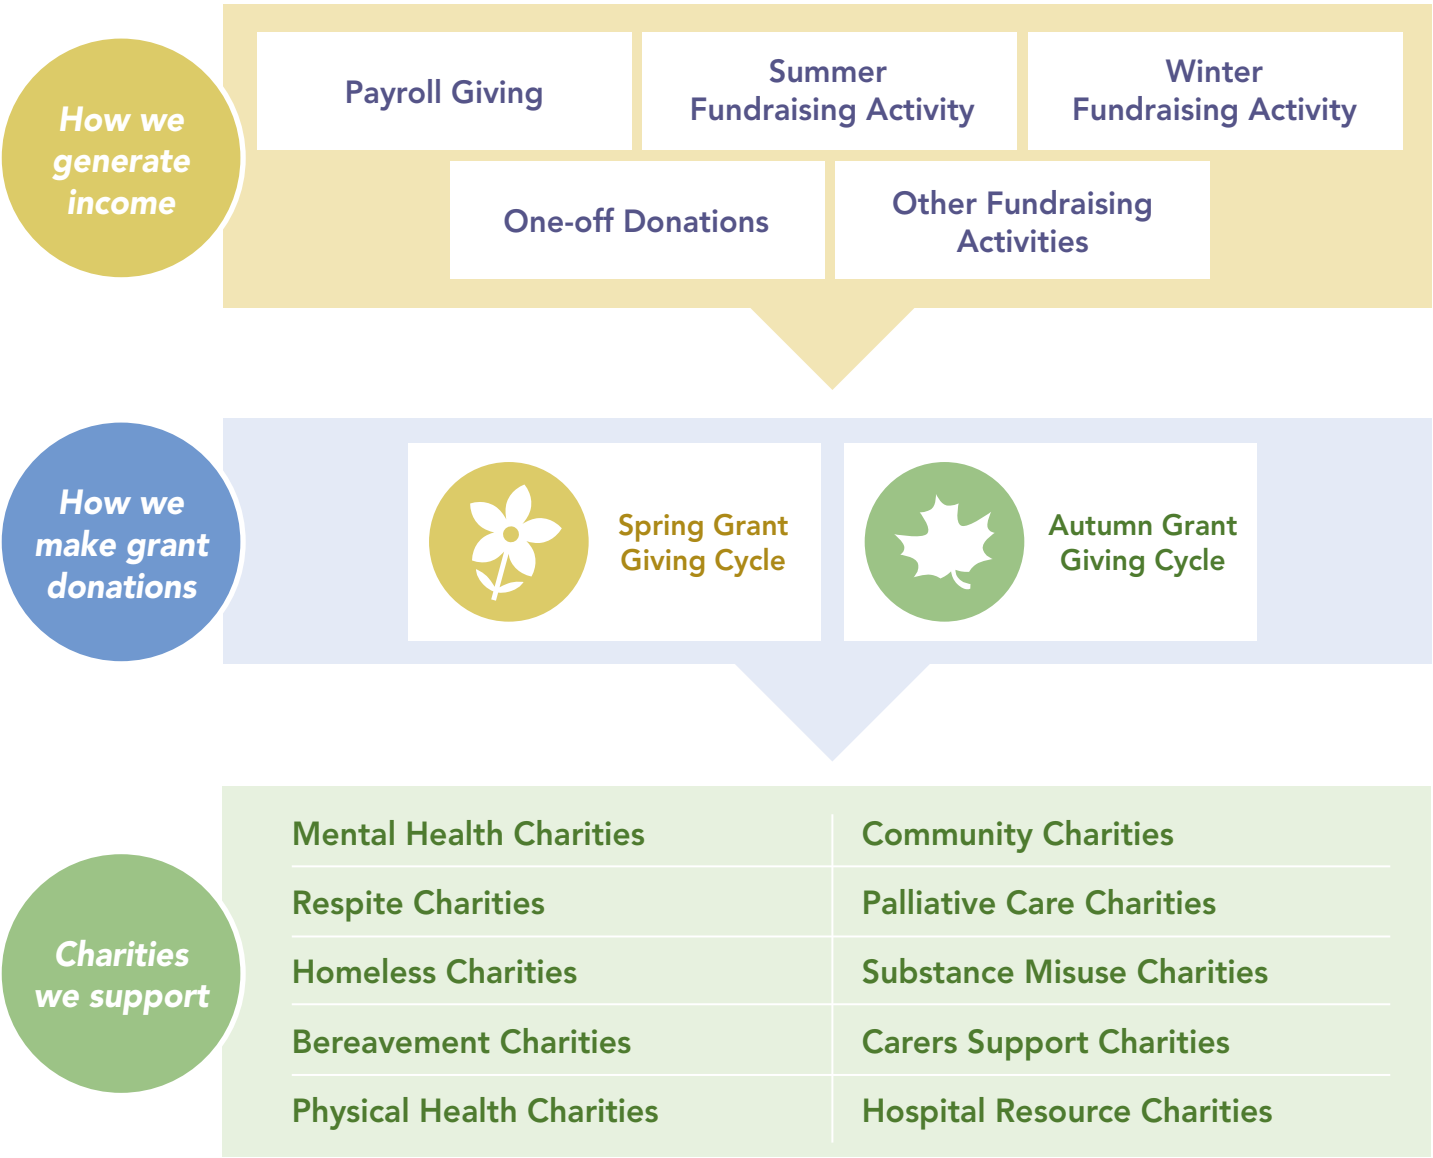 How we
generate
income
Payroll Giving
Summer
Fundraising Activity
Winter
Fundraising Activity
One-off Donations
Other Fundraising
Activities
How we
make grant
donations
Spring Grant
Giving Cycle
Autumn Grant
Giving Cycle
Charities
we support
Mental Health Charities
Community Charities
Respite Charities
Palliative Care Charities
Homeless Charities
Substance Misuse Charities
Bereavement Charities
Carers Support Charities
Physical Health Charities
Hospital Resource Charities